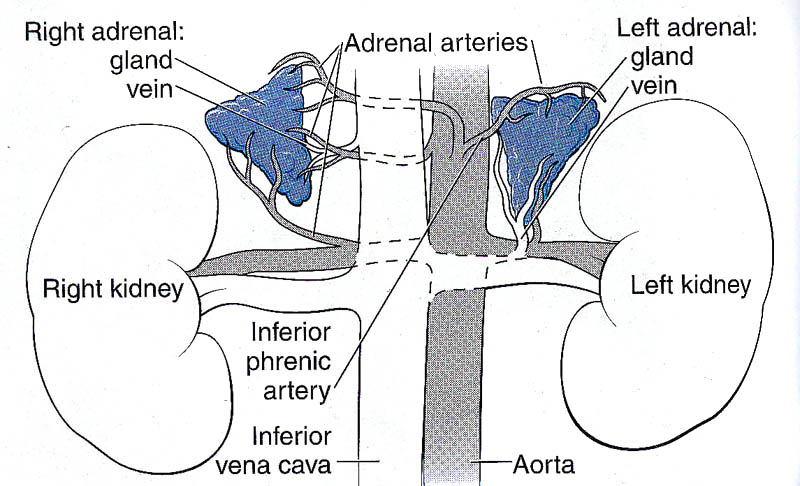 Right adrenal:
gland
vein
Adrenal arteries
Left adrenal:
gland
vein
Right kidney
Left kidney
Inferior
phrenic
artery
Inferior
vena cava
Aorta